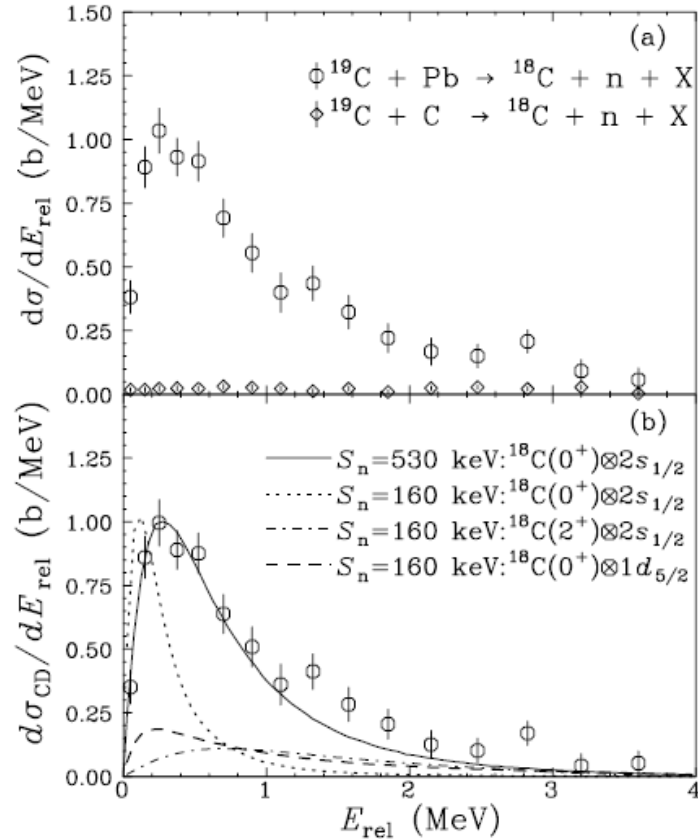 (a)
¹⁹C + Pb → ¹⁸C + n + X
¹⁹C + C → ¹⁸C + n + X
dσ/dE_rel (b/MeV)
1.50
1.25
1.00
0.75
0.50
0.25
0.00
(b)
S_n=530 keV:¹⁸C(0⁺)⊗2s_1/2
S_n=160 keV:¹⁸C(0⁺)⊗2s_1/2
S_n=160 keV:¹⁸C(2⁺)⊗2s_1/2
S_n=160 keV:¹⁸C(0⁺)⊗1d_5/2
dσ_CD/dE_rel (b/MeV)
1.25
1.00
0.75
0.50
0.25
0.00
0 1 2 3 4
E_rel (MeV)